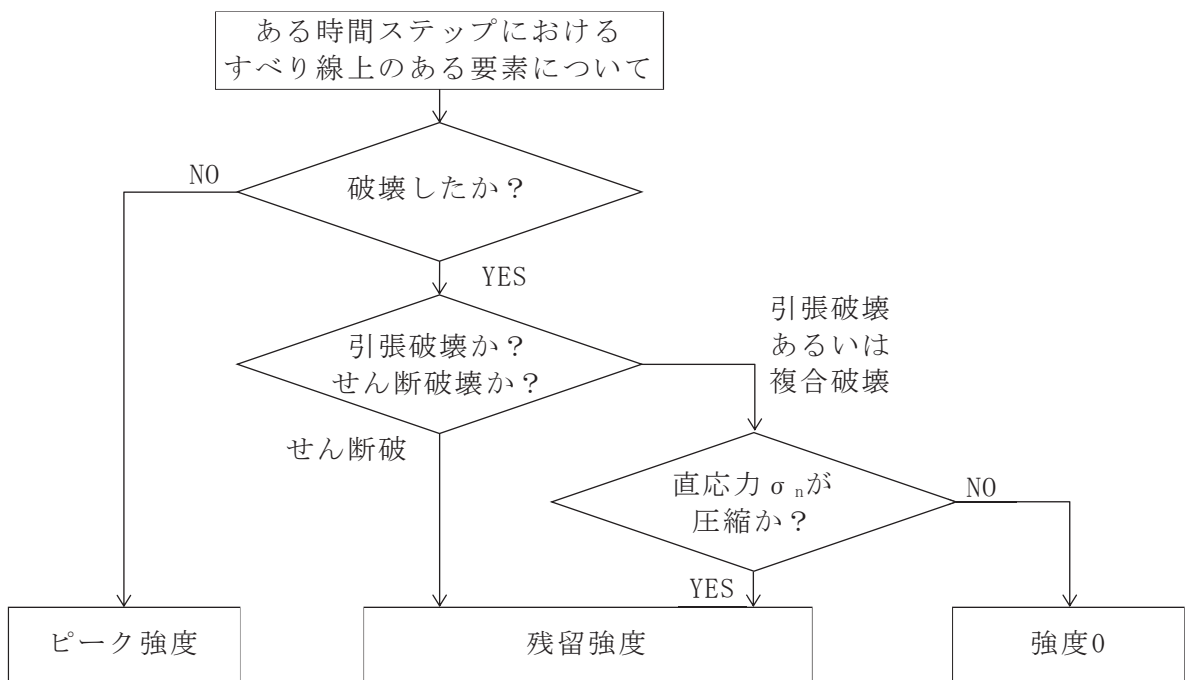 ある時間ステップにおける
すべり線上のある要素について
NO
破壊したか？
YES
引張破壊か？
せん断破壊か？
引張破壊
あるいは
複合破壊
せん断破
直応力σnが
圧縮か？
NO
YES
ピーク強度
残留強度
強度0